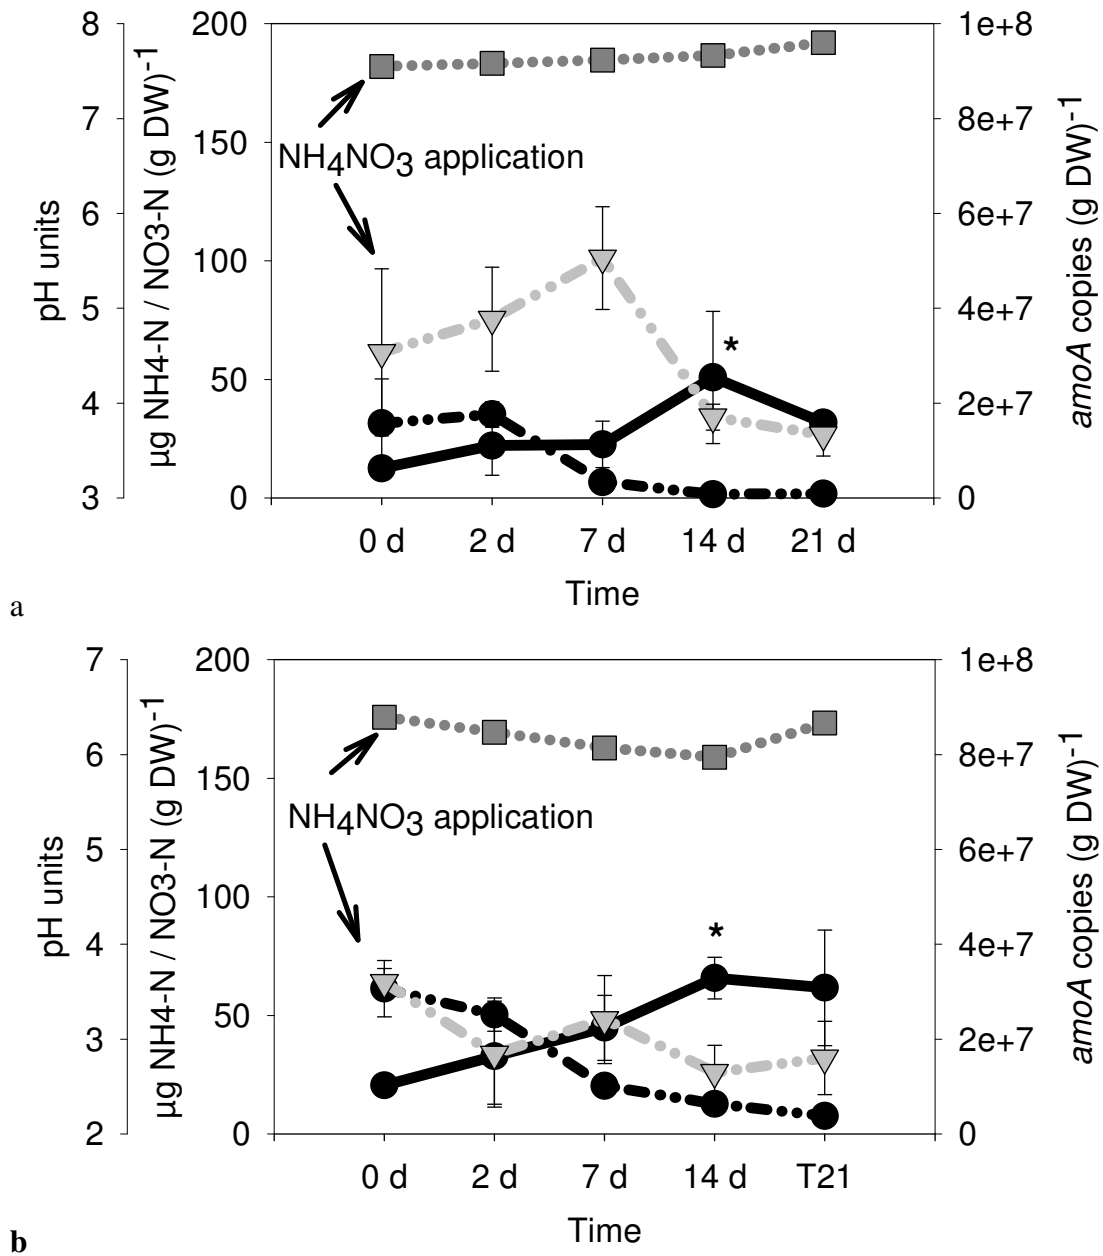 8
7
6
5
4
3
pH units
200
150
100
50
0
µg NH4-N / NO3-N (g DW)-1
NH4NO3 application
*
1e+8
8e+7
6e+7
4e+7
2e+7
0
amoA copies (g DW)-1
0 d 2 d 7 d 14 d 21 d
Time
a
7
6
5
4
3
2
pH units
200
150
100
50
0
µg NH4-N / NO3-N (g DW)-1
NH4NO3 application
*
1e+8
8e+7
6e+7
4e+7
2e+7
0
amoA copies (g DW)-1
0 d 2 d 7 d 14 d T21
Time
b